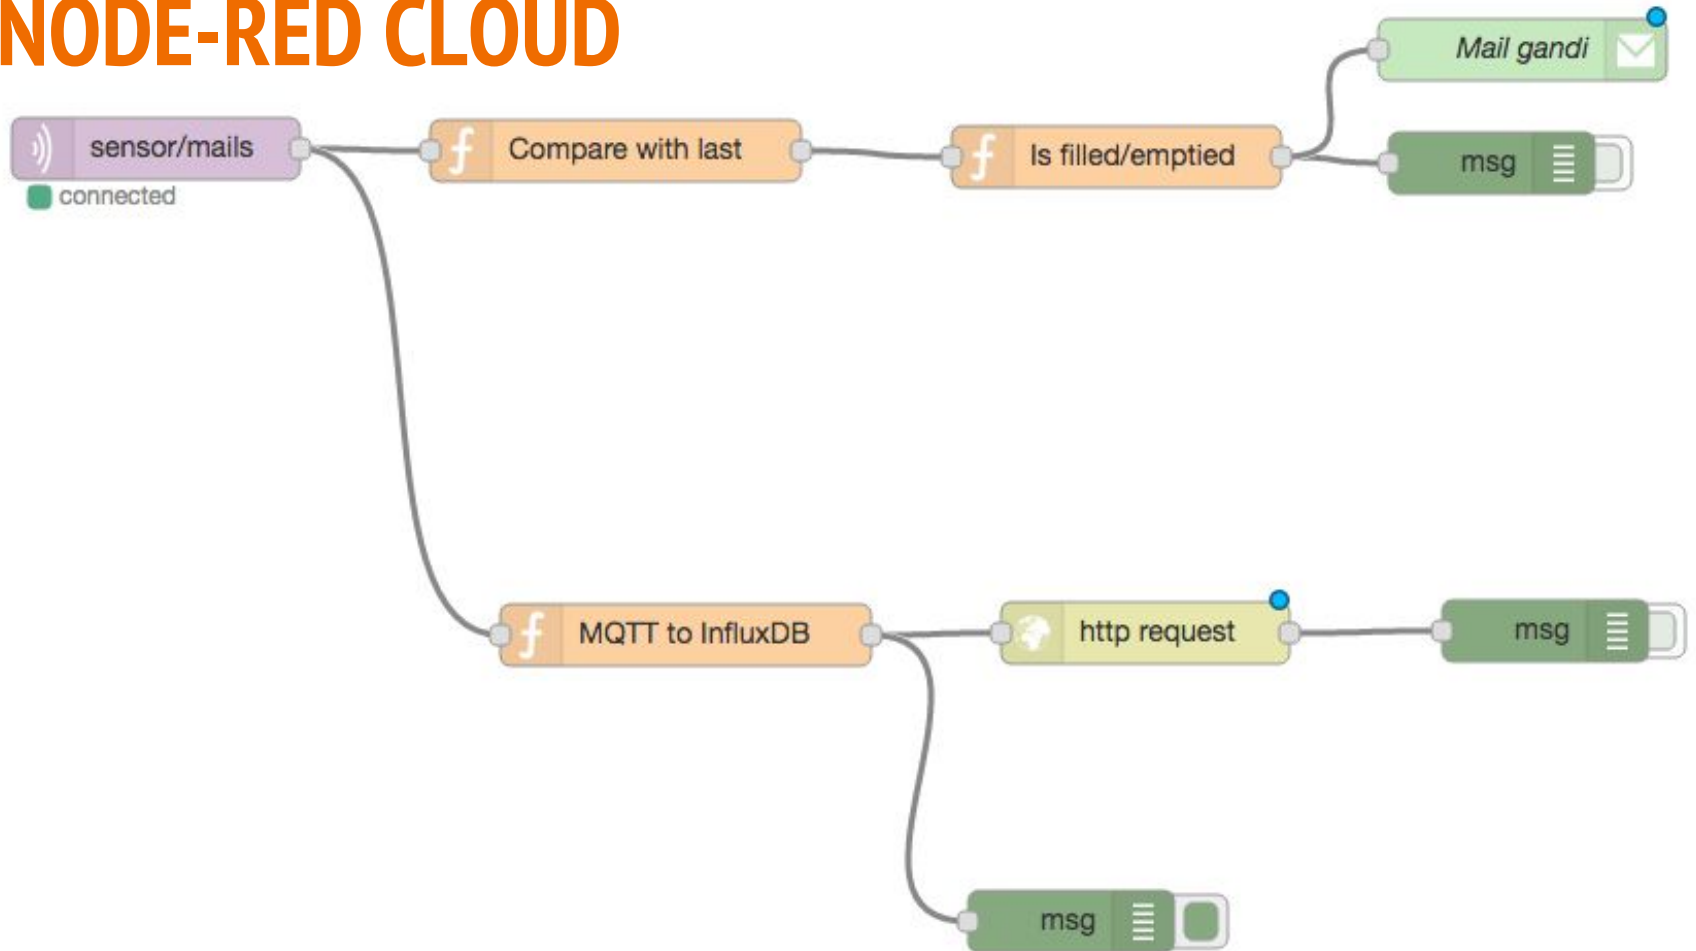 NODE-RED CLOUD
Mail gandi
sensor/mails
Compare with last
Is filled/emptied
msg
connected
MQTT to InfluxDB
http request
msg
msg